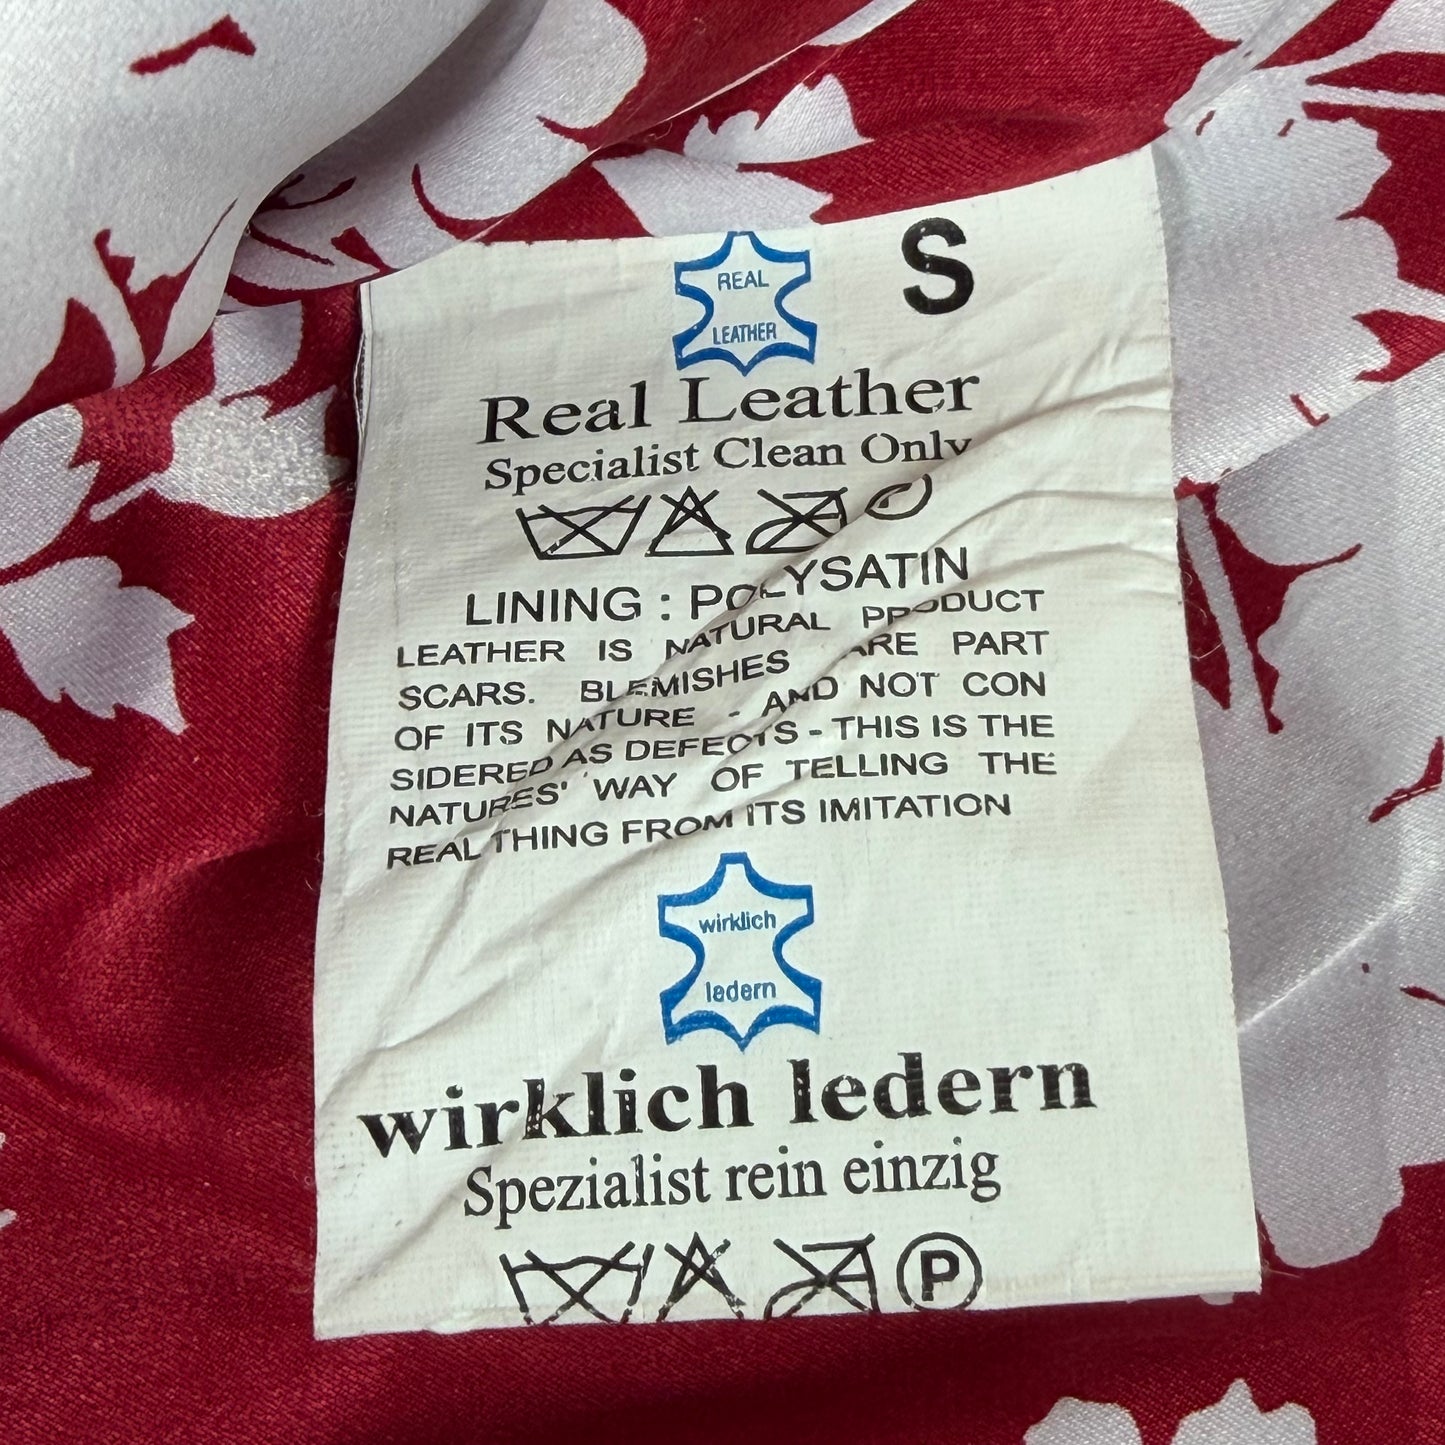 REAL
LEATHER
S
Real Leather
Specialist Clean Only
LINING : POLYSATIN
LEATHER IS NATURAL PRODUCT
SCARS. BLEMISHES ARE PART
OF ITS NATURE - AND NOT CON
SIDERED AS DEFECTS - THIS IS THE
NATURES' WAY OF TELLING THE
REAL THING FROM ITS IMITATION
wirklich
ledern
wirklich ledern
Spezialist rein einzig
P